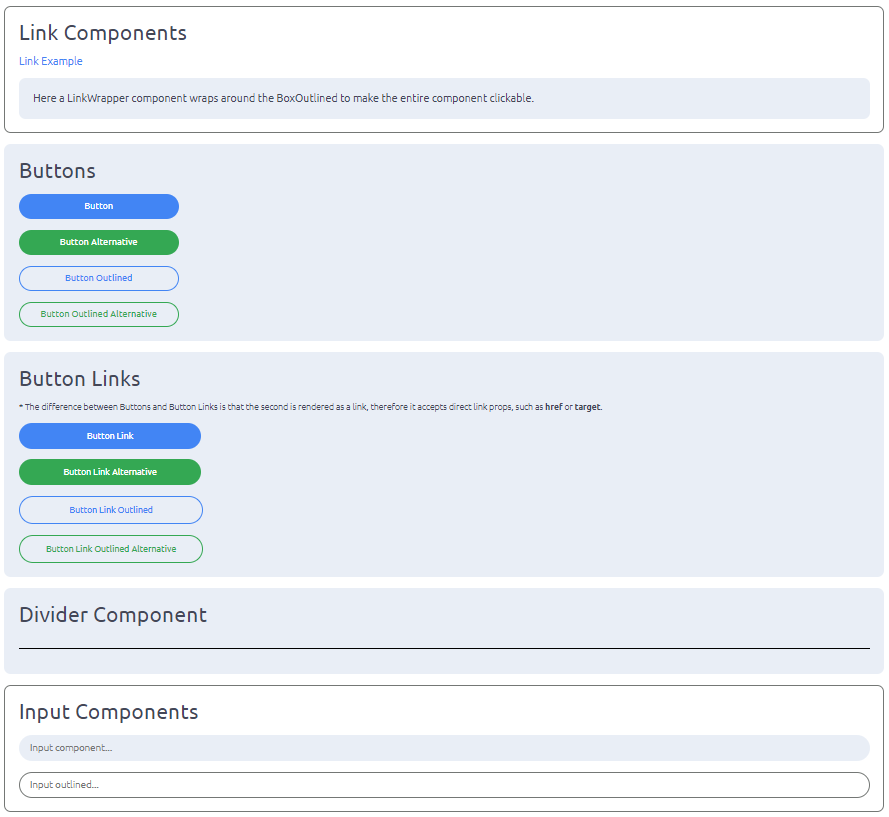 Link Components
Link Example
Here a LinkWrapper component wraps around the BoxOutlined to make the entire component clickable.
Buttons
Button
Button Alternative
Button Outlined
Button Outlined Alternative
Button Links
* The difference between Buttons and Button Links is that the second is rendered as a link, therefore it accepts direct link props, such as href or target.
Button Link
Button Link Alternative
Button Link Outlined
Button Link Outlined Alternative
Divider Component
Input Components
Input component...
Input outlined...